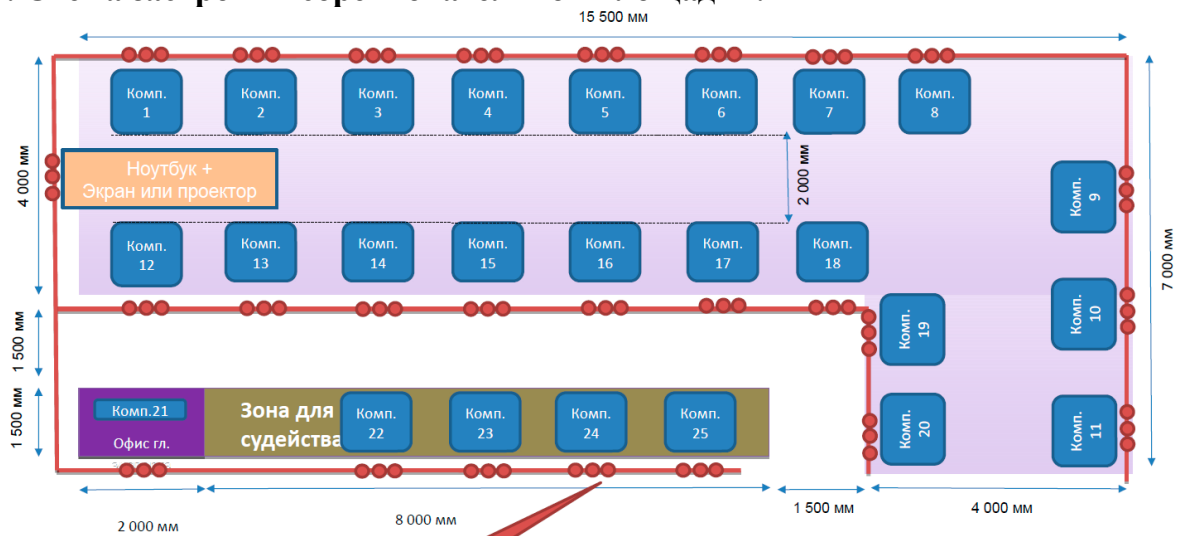 15 500 мм
Комп.
1
Комп.
2
Комп.
3
Комп.
4
Комп.
5
Комп.
6
Комп.
7
Комп.
8
4 000 мм
Ноутбук +
Экран или проектор
2 000 мм
Комп.
9
7 000 мм
Комп.
12
Комп.
13
Комп.
14
Комп.
15
Комп.
16
Комп.
17
Комп.
18
Комп.
19
Комп.
10
1 500 мм
1 500 мм
Комп.21
Офис гл.
Зона для
судейства
Комп.
22
Комп.
23
Комп.
24
Комп.
25
Комп.
20
Комп.
11
2 000 мм
8 000 мм
1 500 мм
4 000 мм